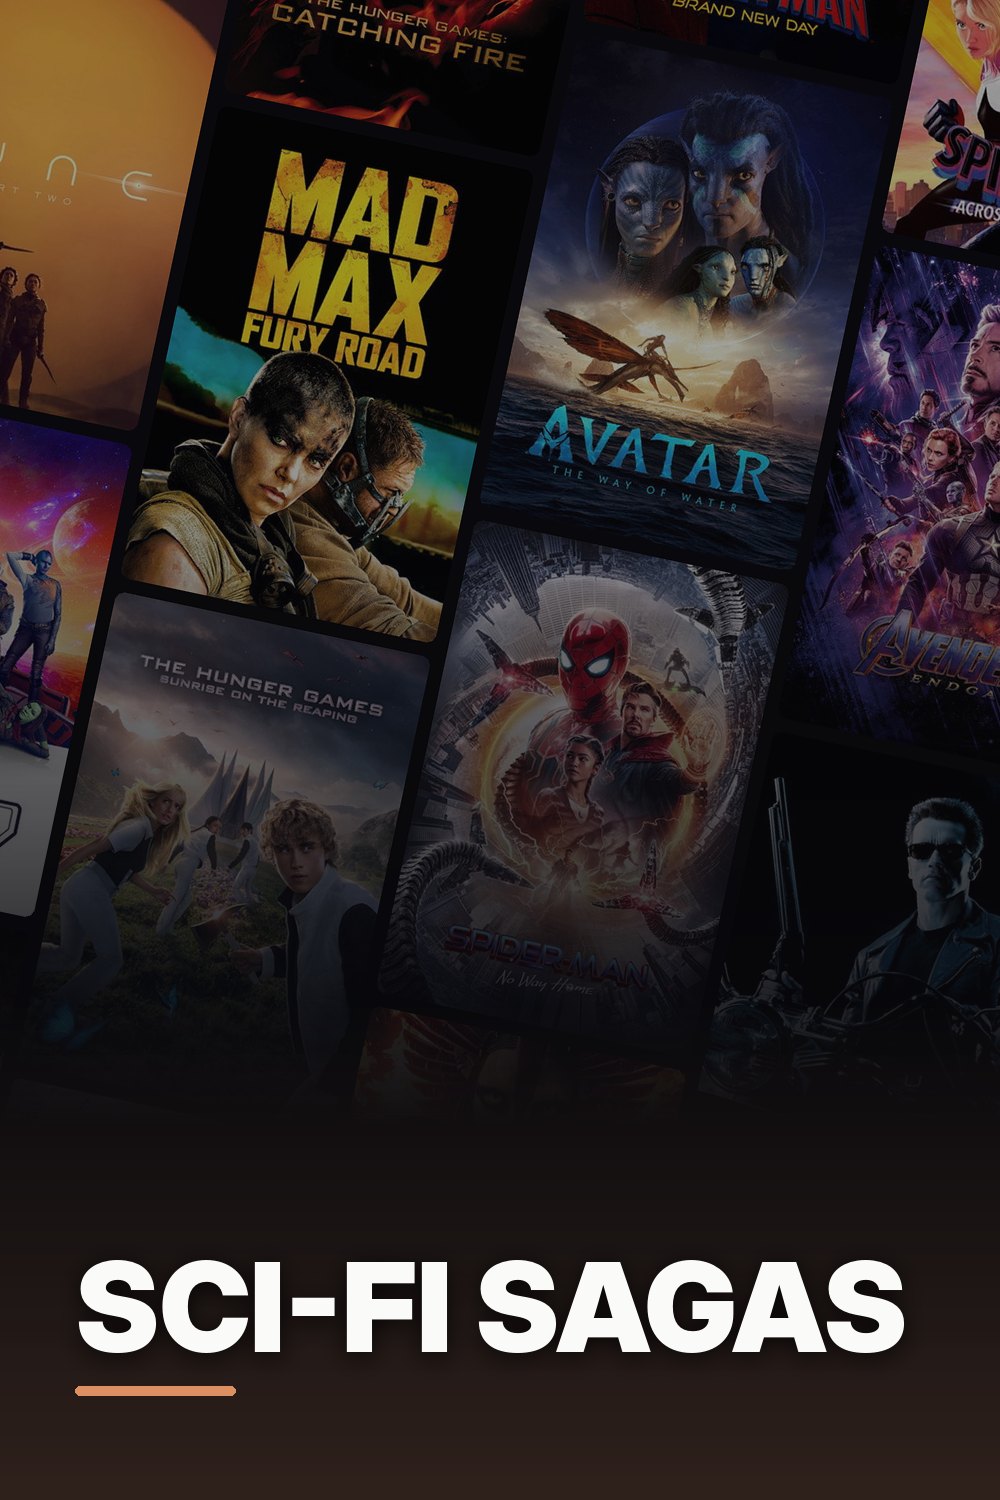 THE HUNGER GAMES:
CATCHING FIRE
BRAND NEW DAY
MAD
MAX
FURY ROAD
AVATAR
THE WAY OF WATER
THE HUNGER GAMES
SUNRISE ON THE REAPING
SPIDER-MAN
No Way Home
SCI-FI SAGAS